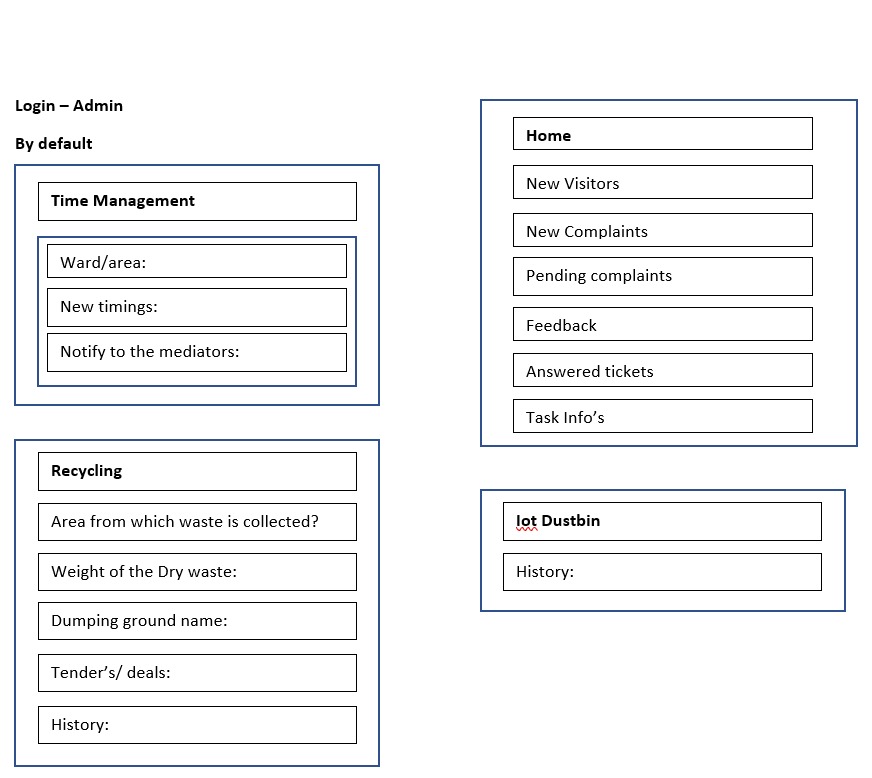 Login – Admin
By default
Time Management
Ward/area:
New timings:
Notify to the mediators:
Recycling
Area from which waste is collected?
Weight of the Dry waste:
Dumping ground name:
Tender’s/ deals:
History:
Home
New Visitors
New Complaints
Pending complaints
Feedback
Answered tickets
Task Info’s
Iot Dustbin
History: